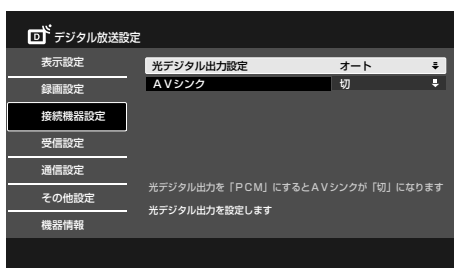 D デジタル放送設定
表示設定
録画設定
接続機器設定
受信設定
通信設定
その他設定
機器情報
光デジタル出力設定 オート
AVシンク 切
光デジタル出力を「PCM」にするとAVシンクが「切」になります
光デジタル出力を設定します